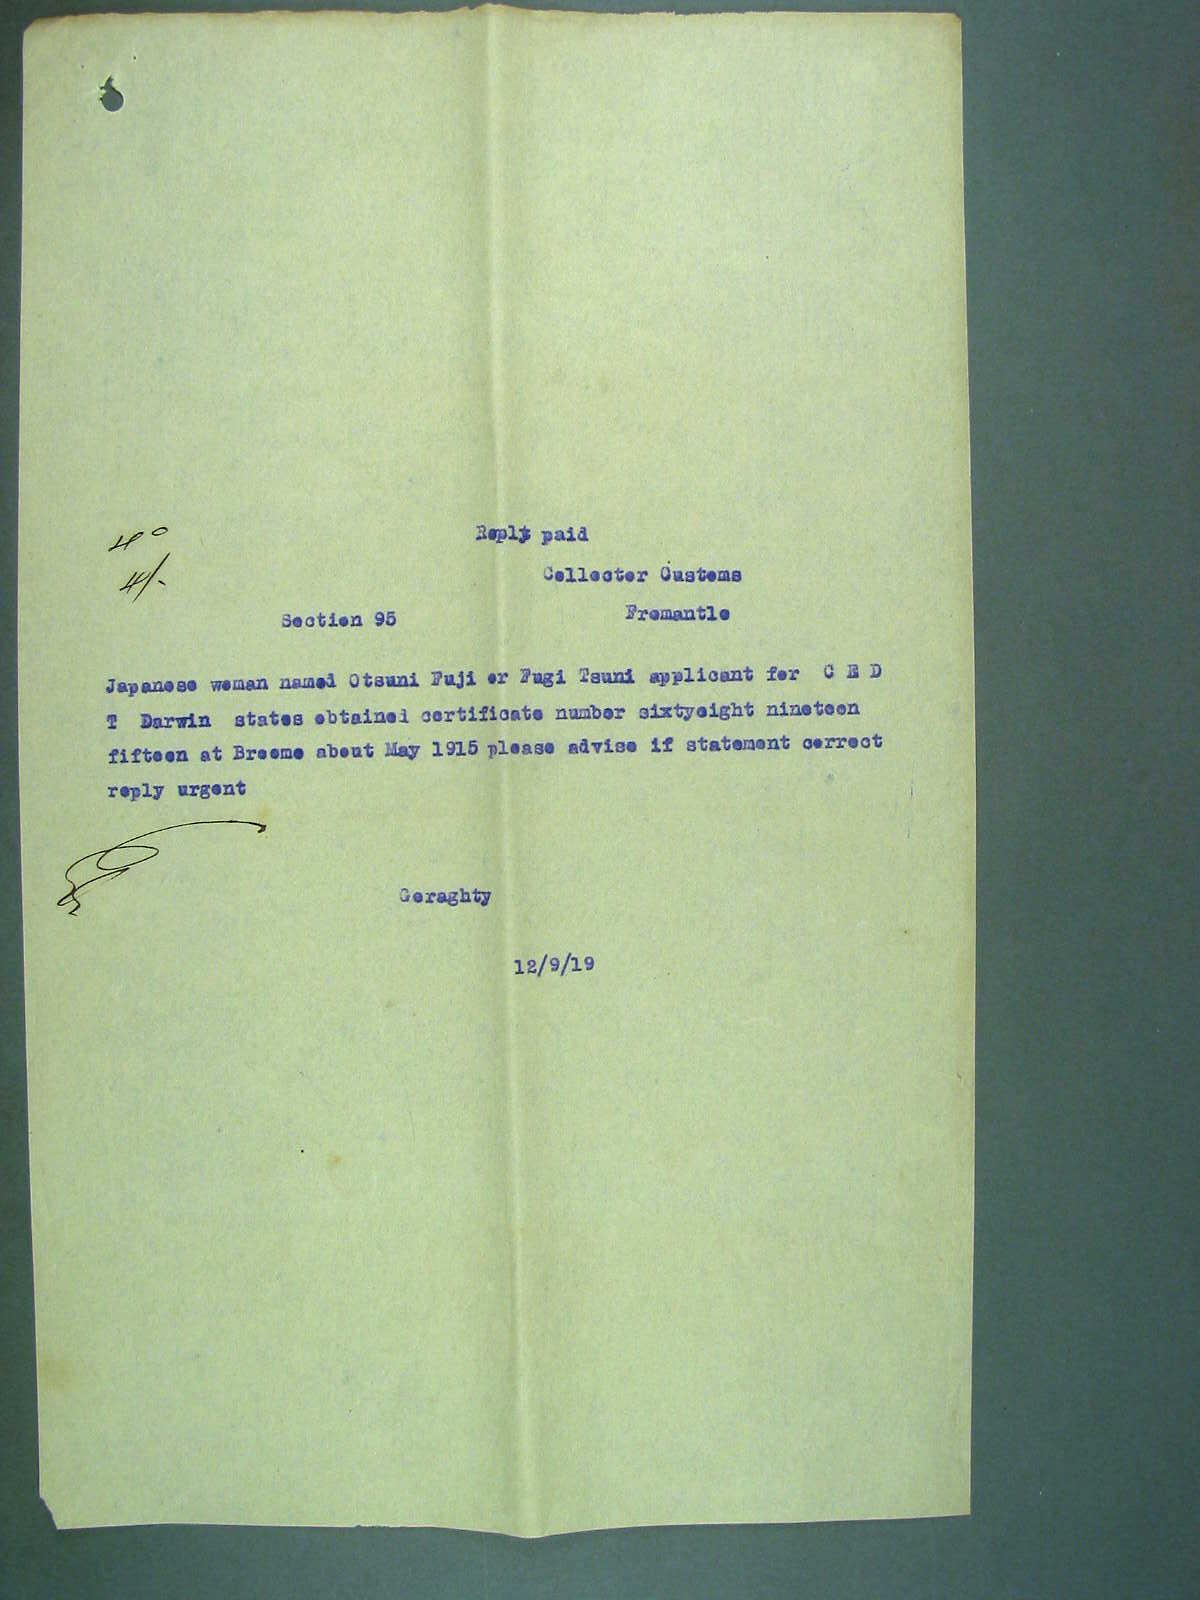 Reply paid
40
Collector Customs
4/-
Section 95
Fremantle
Japanese woman named Otsuni Fuji or Fugi Tsuni applicant for C E D
T Darwin states obtained certificate number sixtyeight nineteen
fifteen at Broome about May 1915 please advise if statement correct
reply urgent
Geraghty
12/9/19